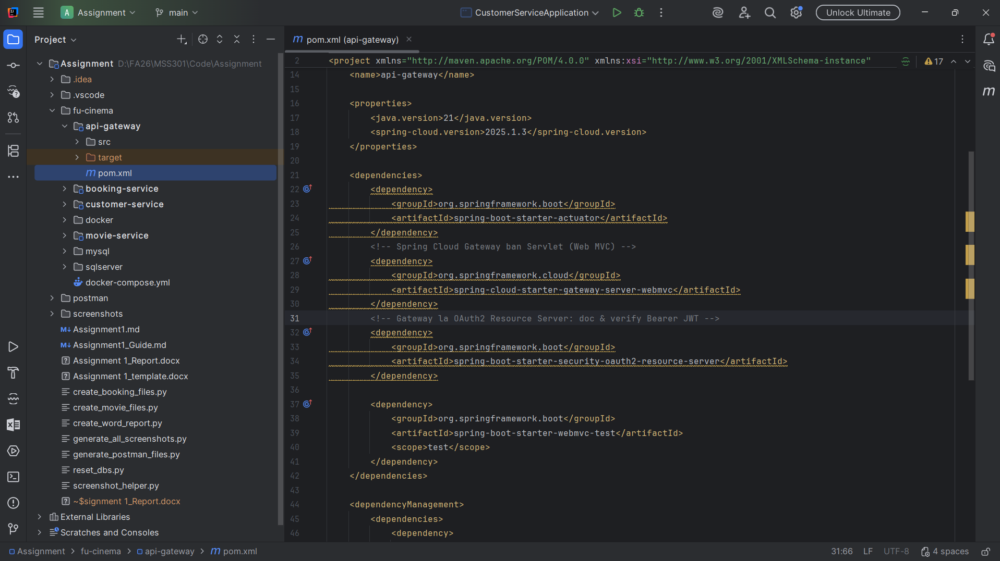 A Assignment
main
CustomerServiceApplication
Unlock Ultimate
Project
Assignment D:\FA26\MSS301\Code\Assignment
.idea
.vscode
fu-cinema
api-gateway
src
target
m pom.xml
booking-service
customer-service
docker
movie-service
mysql
sqlserver
docker-compose.yml
postman
screenshots
M↓ Assignment1.md
M↓ Assignment1_Guide.md
Assignment 1_Report.docx
Assignment 1_template.docx
create_booking_files.py
create_movie_files.py
create_word_report.py
generate_all_screenshots.py
generate_postman_files.py
reset_dbs.py
screenshot_helper.py
~$signment 1_Report.docx
External Libraries
Scratches and Consoles
m pom.xml (api-gateway)
2 <project xmlns="http://maven.apache.org/POM/4.0.0" xmlns:xsi="http://www.w3.org/2001/XMLSchema-instance"
17
14 <name>api-gateway</name>
15
16 <properties>
17 <java.version>21</java.version>
18 <spring-cloud.version>2025.1.3</spring-cloud.version>
19 </properties>
20
21 <dependencies>
22 <dependency>
23 <groupId>org.springframework.boot</groupId>
24 <artifactId>spring-boot-starter-actuator</artifactId>
25 </dependency>
26 <!-- Spring Cloud Gateway ban Servlet (Web MVC) -->
27 <dependency>
28 <groupId>org.springframework.cloud</groupId>
29 <artifactId>spring-cloud-starter-gateway-server-webmvc</artifactId>
30 </dependency>
31 <!-- Gateway la OAuth2 Resource Server: doc & verify Bearer JWT -->
32 <dependency>
33 <groupId>org.springframework.boot</groupId>
34 <artifactId>spring-boot-starter-security-oauth2-resource-server</artifactId>
35 </dependency>
36
37 <dependency>
38 <groupId>org.springframework.boot</groupId>
39 <artifactId>spring-boot-starter-webmvc-test</artifactId>
40 <scope>test</scope>
41 </dependency>
42 </dependencies>
43
44 <dependencyManagement>
45 <dependencies>
46 <dependency>
m
Assignment > fu-cinema > api-gateway > m pom.xml
31:66 LF UTF-8 4 spaces